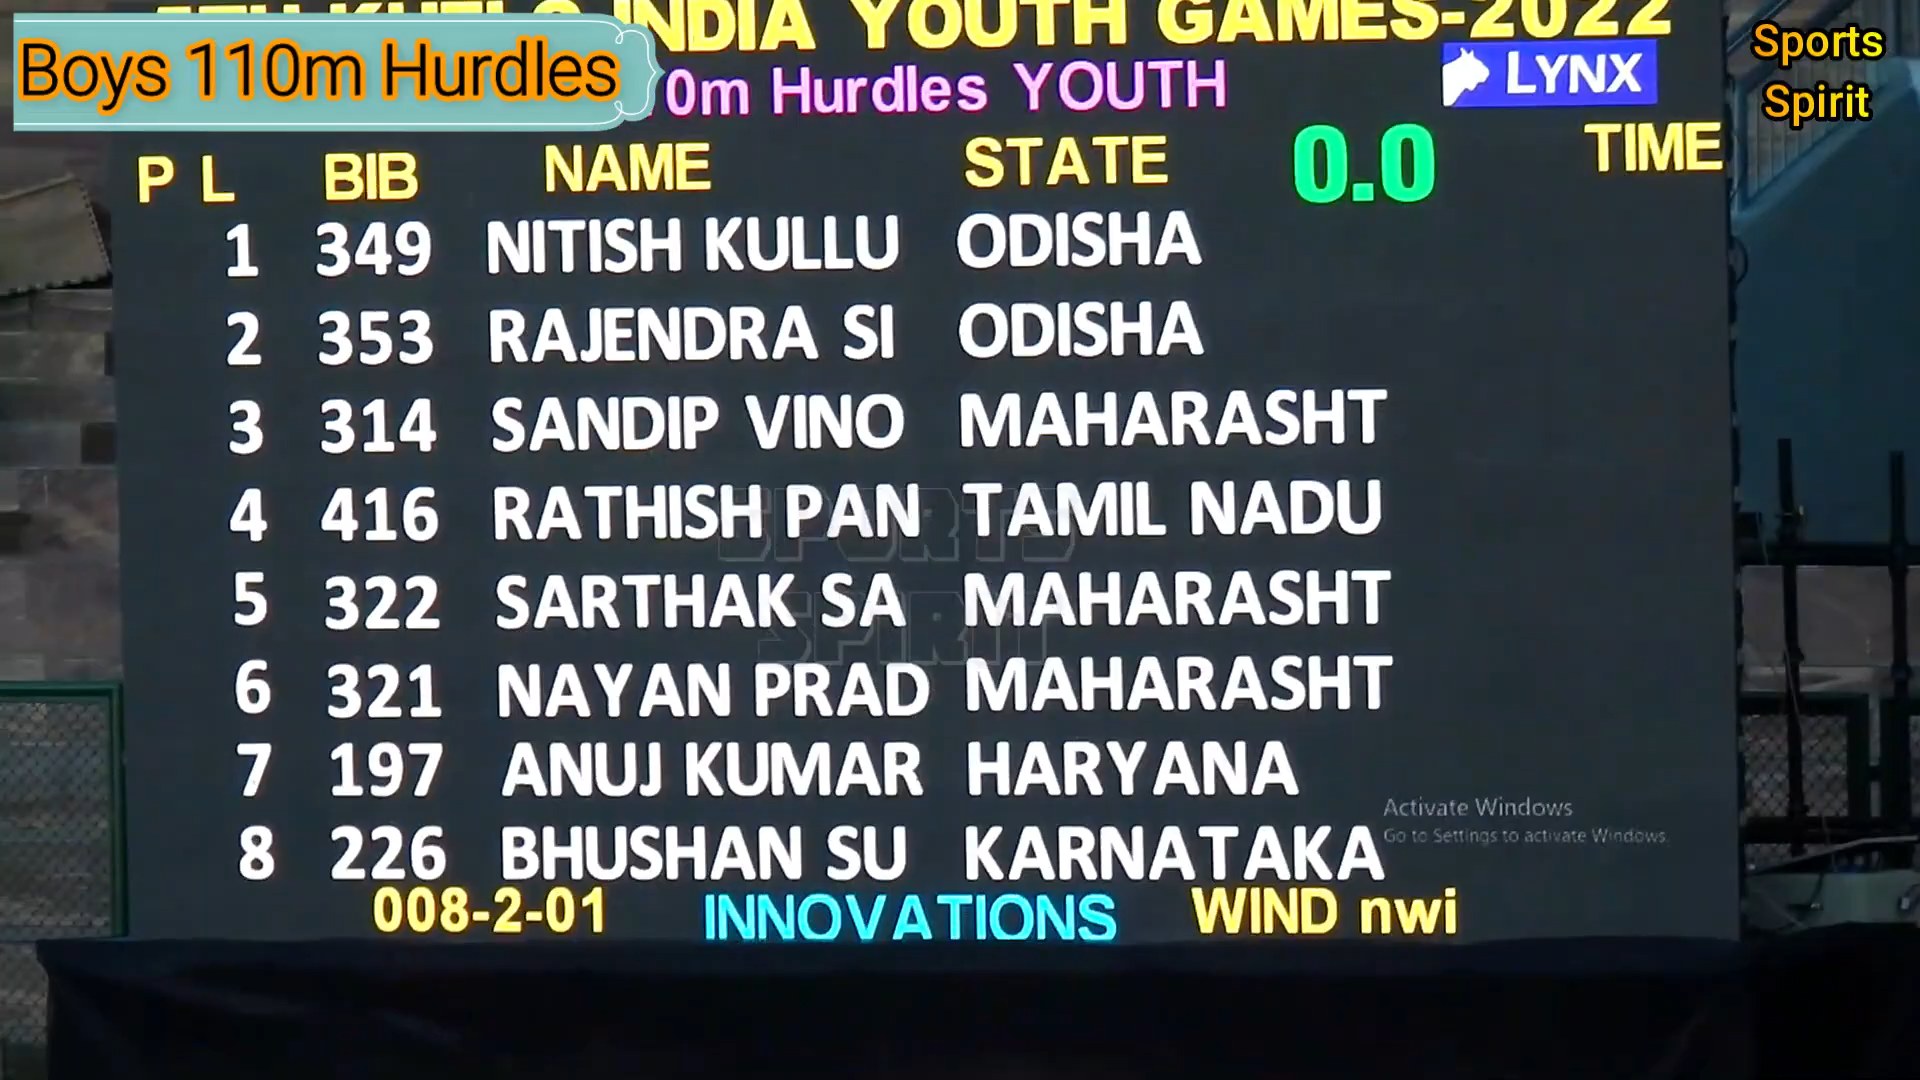 INDIA YOUTH GAMES-2022
Boys 110m Hurdles
0m Hurdles YOUTH
LYNX
Sports
Spirit
P L BIB NAME STATE 0.0 TIME
1 349 NITISH KULLU ODISHA
2 353 RAJENDRA SI ODISHA
3 314 SANDIP VINO MAHARASHT
4 416 RATHISH PAN TAMIL NADU
SPORTS
5 322 SARTHAK SA MAHARASHT
SPIRIT
6 321 NAYAN PRAD MAHARASHT
7 197 ANUJ KUMAR HARYANA
Activate Windows
Go to Settings to activate Windows.
8 226 BHUSHAN SU KARNATAKA
008-2-01 INNOVATIONS WIND nwi